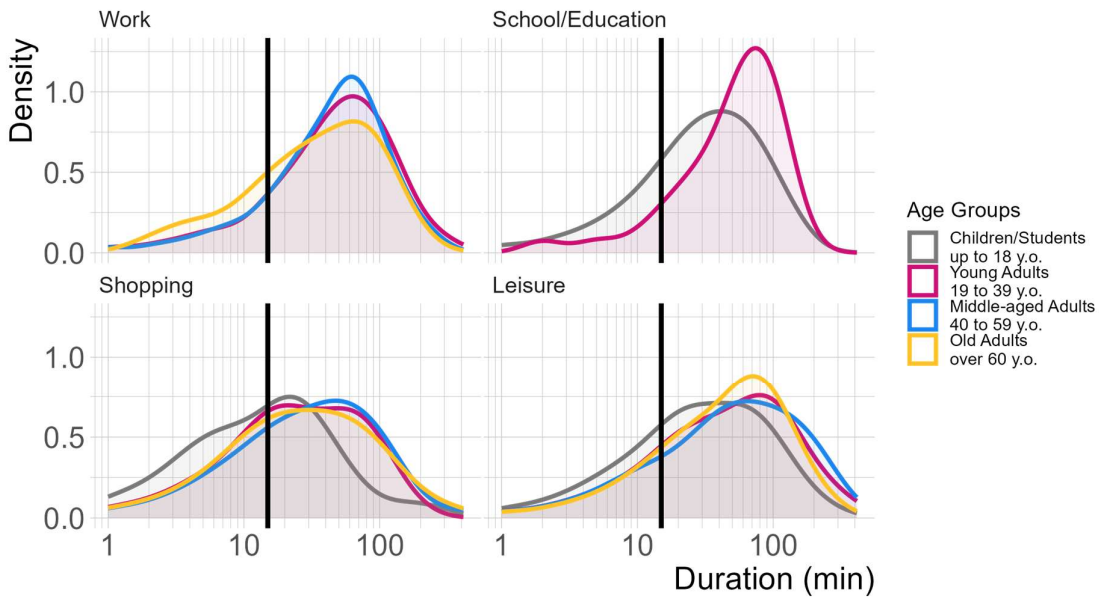 Work
School/Education
Density
1.0
0.5
0.0
Shopping
Leisure
1.0
0.5
0.0
1
10
100
1
10
100
Duration (min)
Age Groups
Children/Students
up to 18 y.o.
Young Adults
19 to 39 y.o.
Middle-aged Adults
40 to 59 y.o.
Old Adults
over 60 y.o.